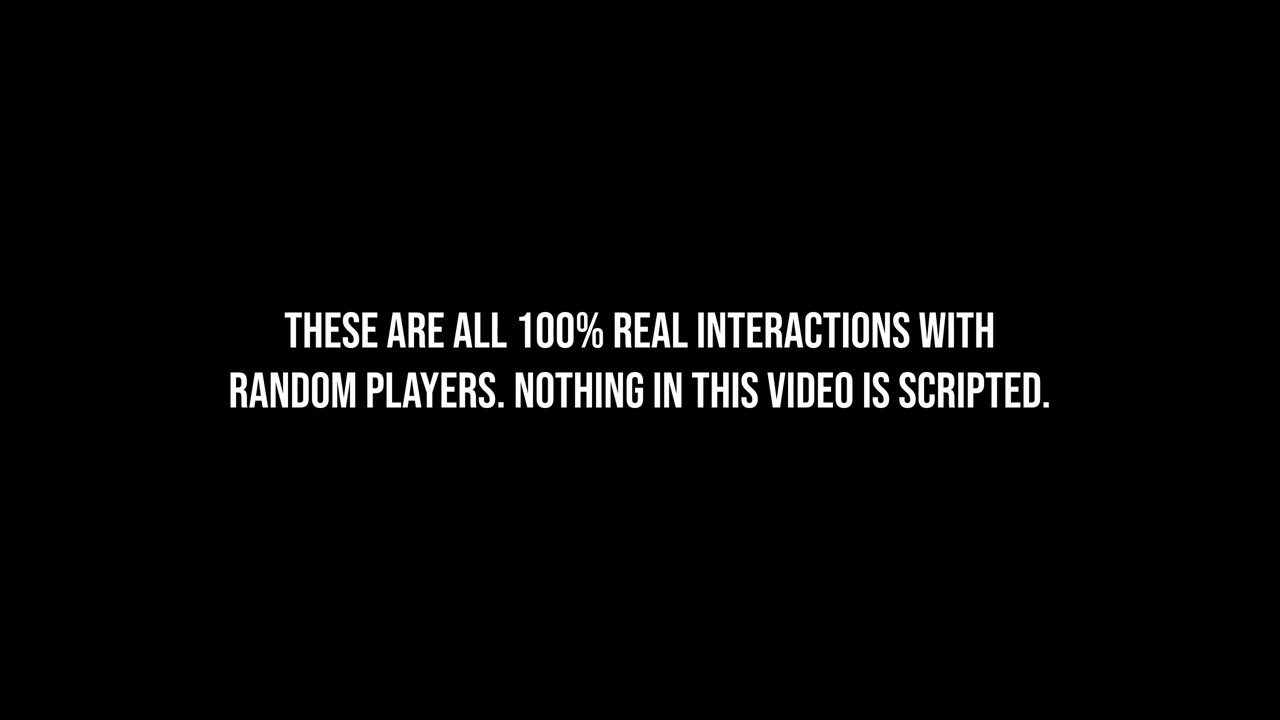 THESE ARE ALL 100% REAL INTERACTIONS WITH
RANDOM PLAYERS. NOTHING IN THIS VIDEO IS SCRIPTED.